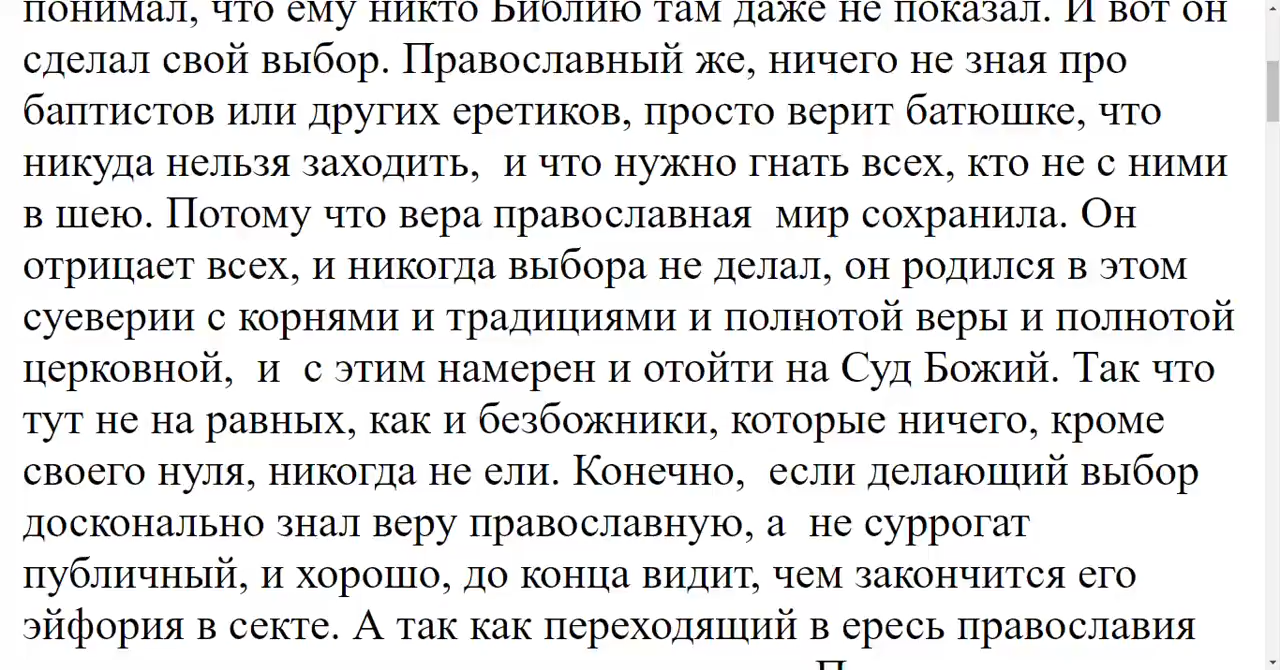 понимал, что ему никто Библию там даже не показал. И вот он
сделал свой выбор. Православный же, ничего не зная про
баптистов или других еретиков, просто верит батюшке, что
никуда нельзя заходить,  и что нужно гнать всех, кто не с ними
в шею. Потому что вера православная  мир сохранила. Он
отрицает всех, и никогда выбора не делал, он родился в этом
суеверии с корнями и традициями и полнотой веры и полнотой
церковной,  и  с этим намерен и отойти на Суд Божий. Так что
тут не на равных, как и безбожники, которые ничего, кроме
своего нуля, никогда не ели. Конечно,  если делающий выбор
досконально знал веру православную, а  не суррогат
публичный, и хорошо, до конца видит, чем закончится его
эйфория в секте. А так как переходящий в ересь православия